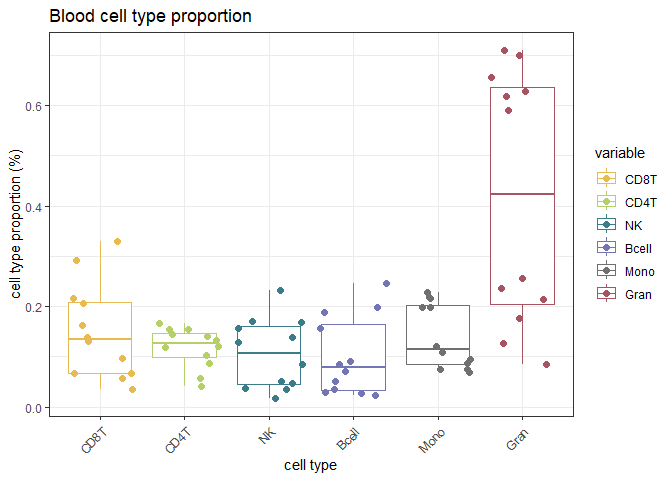 Blood cell type proportion
cell type proportion (%)
0.6
0.4
0.2
0.0
CD8T
CD4T
NK
Bcell
Mono
Gran
cell type
variable
CD8T
CD4T
NK
Bcell
Mono
Gran